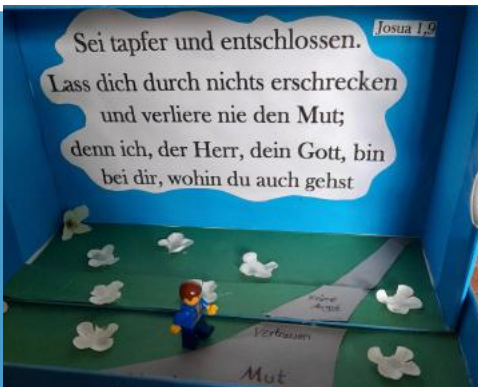 Josua 1,9
Sei tapfer und entschlossen.
Lass dich durch nichts erschrecken
und verliere nie den Mut;
denn ich, der Herr, dein Gott, bin
bei dir, wohin du auch gehst
Keine
Angst
Vertrauen
Mut